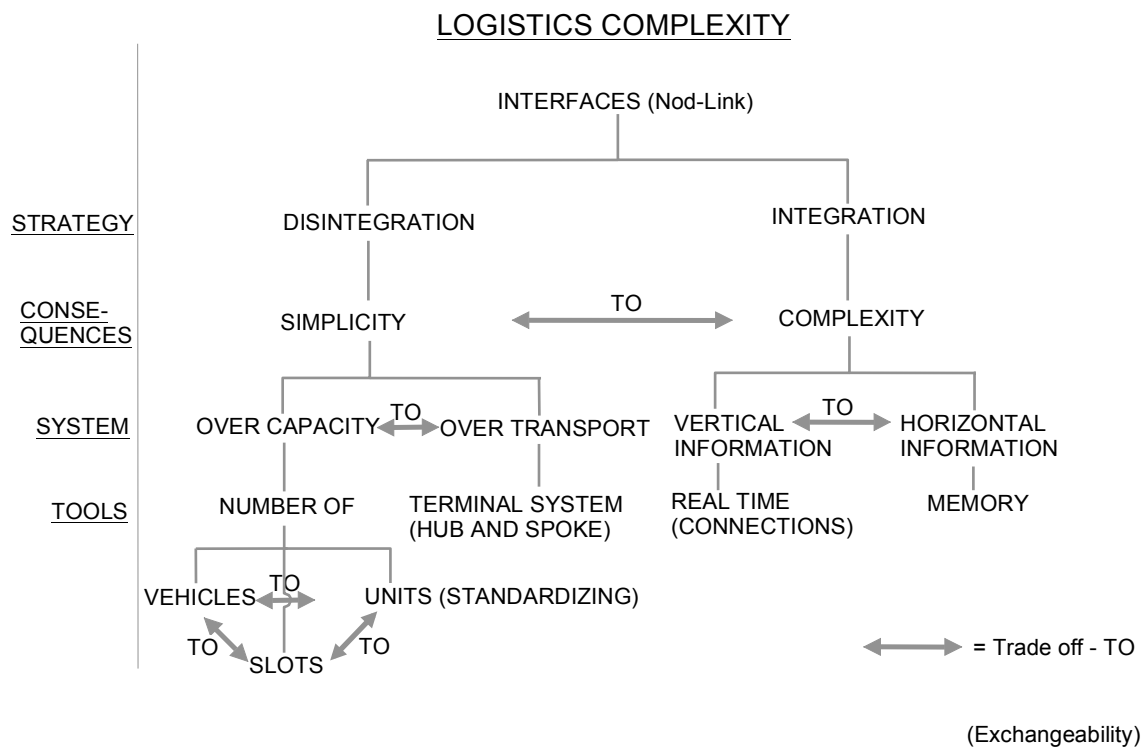 LOGISTICS COMPLEXITY
INTERFACES (Nod-Link)
STRATEGY
DISINTEGRATION
INTEGRATION
CONSE-
QUENCES
SIMPLICITY
TO
COMPLEXITY
SYSTEM
OVER CAPACITY
TO
OVER TRANSPORT
VERTICAL
INFORMATION
TO
HORIZONTAL
INFORMATION
TOOLS
NUMBER OF
TERMINAL SYSTEM
(HUB AND SPOKE)
REAL TIME
(CONNECTIONS)
MEMORY
VEHICLES
TO
UNITS (STANDARDIZING)
TO
SLOTS
TO
= Trade off - TO
(Exchangeability)